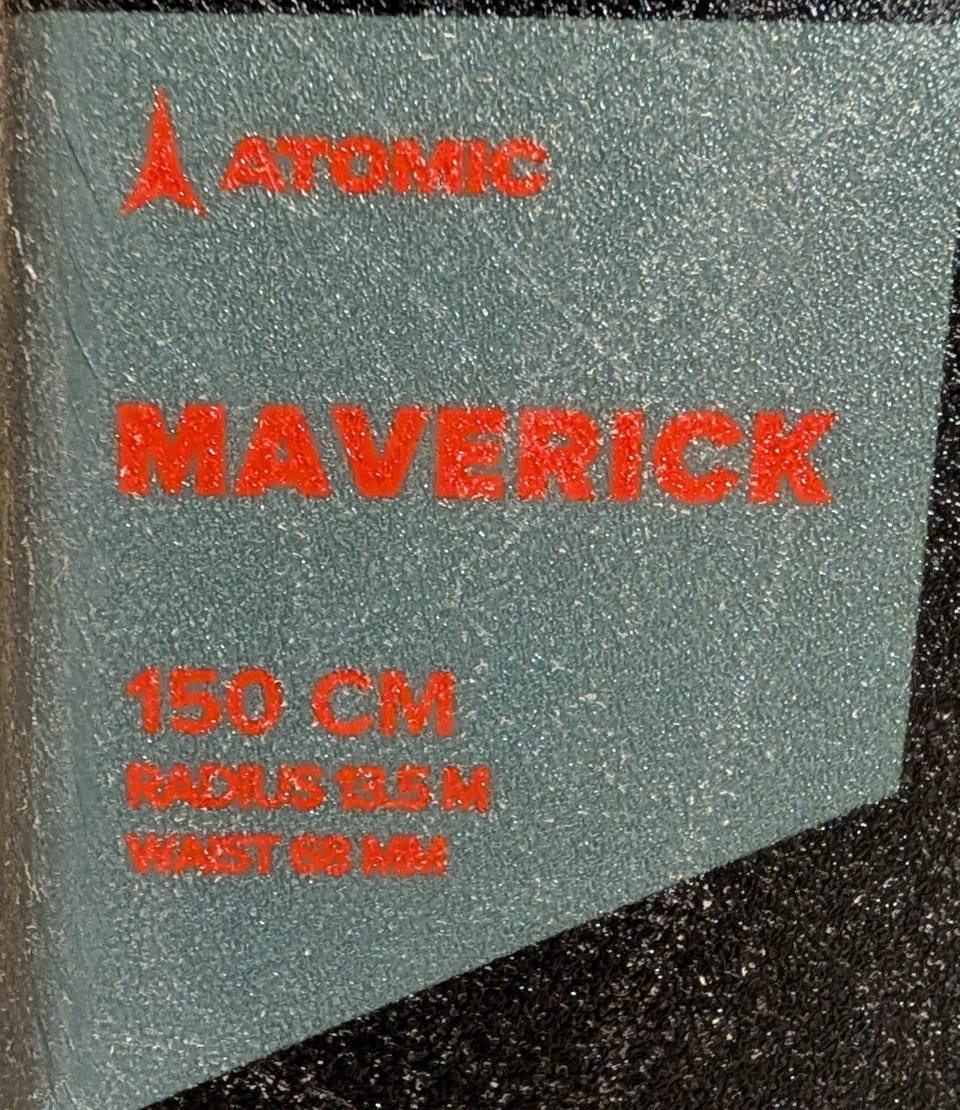 ATOMIC
MAVERICK
150 CM
RADIUS 13.5 M
WAIST 68 MM